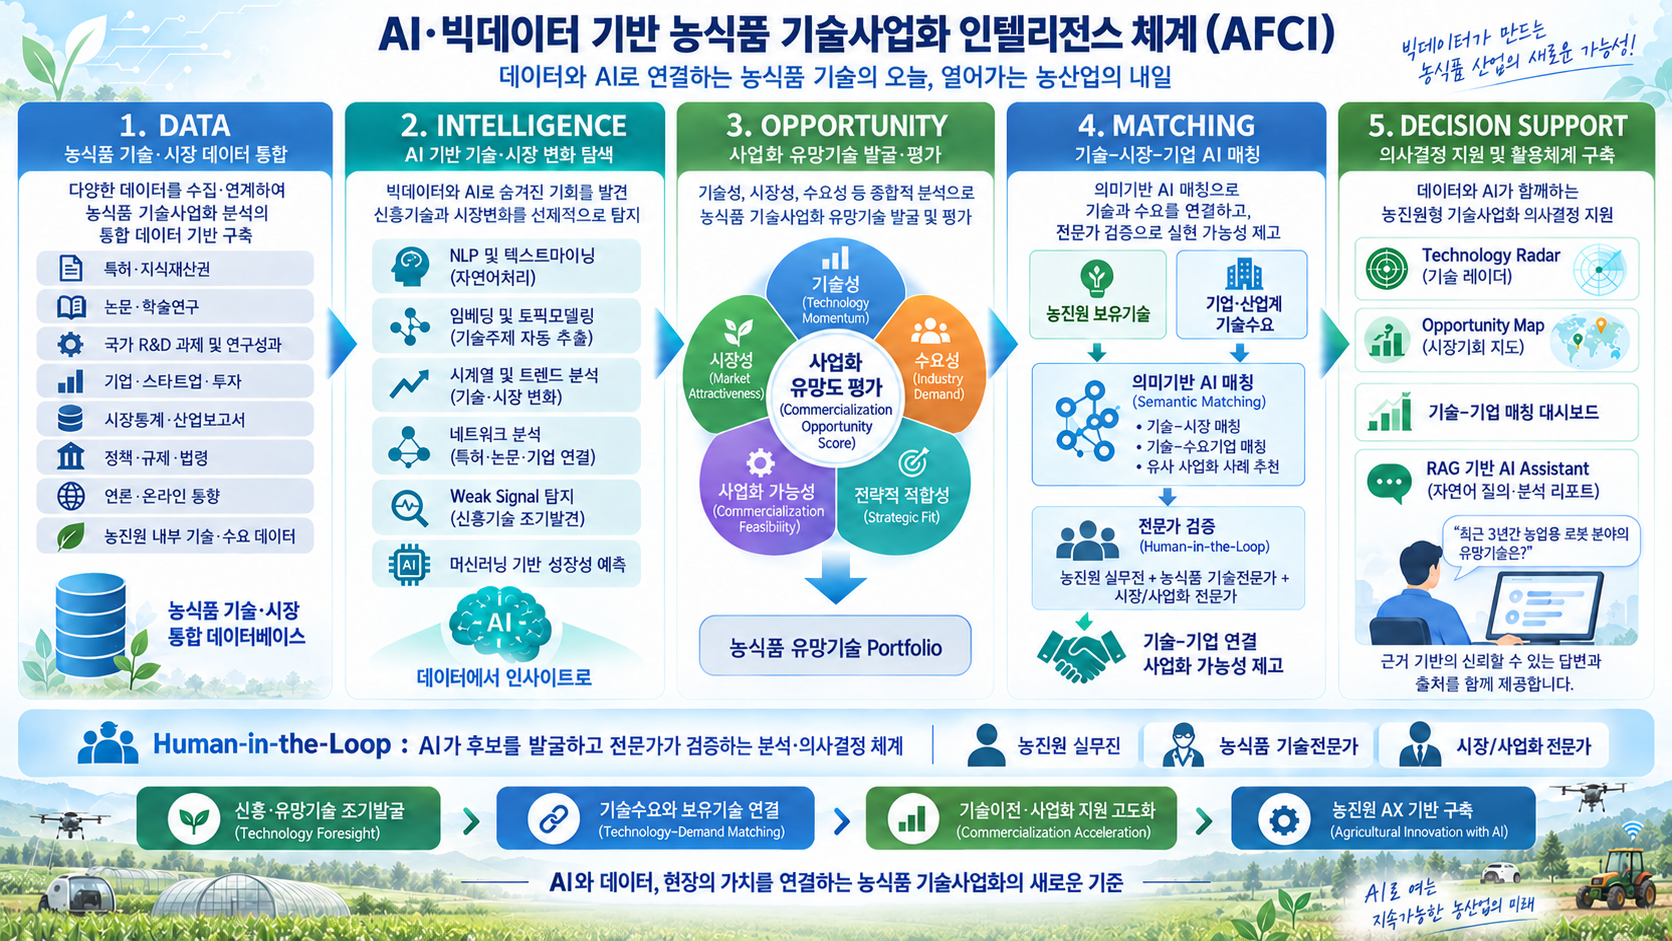 AI·빅데이터 기반 농식품 기술사업화 인텔리전스 체계 (AFCI)
데이터와 AI로 연결하는 농식품 기술의 오늘, 열어가는 농산업의 내일
빅데이터가 만드는
농식품 산업의 새로운 가능성!
1. DATA
농식품 기술·시장 데이터 통합
다양한 데이터를 수집·연계하여
농식품 기술사업화 분석의
통합 데이터 기반 구축
특허·지식재산권
논문·학술연구
국가 R&D 과제 및 연구성과
기업·스타트업·투자
시장통계·산업보고서
정책·규제·법령
언론·온라인 동향
농진원 내부 기술·수요 데이터
농식품 기술·시장
통합 데이터베이스
2. INTELLIGENCE
AI 기반 기술·시장 변화 탐색
빅데이터와 AI로 숨겨진 기회를 발견
신흥기술과 시장변화를 선제적으로 탐지
NLP 및 텍스트마이닝
(자연어처리)
임베딩 및 토픽모델링
(기술주제 자동 추출)
시계열 및 트렌드 분석
(기술·시장 변화)
네트워크 분석
(특허·논문·기업 연결)
Weak Signal 탐지
(신흥기술 조기발견)
AI
머신러닝 기반 성장성 예측
AI
데이터에서 인사이트로
3. OPPORTUNITY
사업화 유망기술 발굴·평가
기술성, 시장성, 수요성 등 종합적 분석으로
농식품 기술사업화 유망기술 발굴 및 평가
기술성
(Technology
Momentum)
시장성
(Market
Attractiveness)
수요성
(Industry
Demand)
사업화
유망도 평가
(Commercialization
Opportunity
Score)
사업화 가능성
(Commercialization
Feasibility)
전략적 적합성
(Strategic Fit)
농식품 유망기술 Portfolio
4. MATCHING
기술–시장–기업 AI 매칭
의미기반 AI 매칭으로
기술과 수요를 연결하고,
전문가 검증으로 실현 가능성 제고
농진원 보유기술
기업·산업계
기술수요
의미기반 AI 매칭
(Semantic Matching)
• 기술–시장 매칭
• 기술–수요기업 매칭
• 유사 사업화 사례 추천
전문가 검증
(Human-in-the-Loop)
농진원 실무진 + 농식품 기술전문가 +
시장/사업화 전문가
기술–기업 연결
사업화 가능성 제고
5. DECISION SUPPORT
의사결정 지원 및 활용체계 구축
데이터와 AI가 함께하는
농진원형 기술사업화 의사결정 지원
Technology Radar
(기술 레이더)
Opportunity Map
(시장기회 지도)
기술–기업 매칭 대시보드
RAG 기반 AI Assistant
(자연어 질의·분석 리포트)
“최근 3년간 농업용 로봇 분야의
유망기술은?”
근거 기반의 신뢰할 수 있는 답변과
출처를 함께 제공합니다.
Human-in-the-Loop : AI가 후보를 발굴하고 전문가가 검증하는 분석·의사결정 체계
농진원 실무진
농식품 기술전문가
시장/사업화 전문가
신흥·유망기술 조기발굴
(Technology Foresight)
기술수요와 보유기술 연결
(Technology–Demand Matching)
기술이전·사업화 지원 고도화
(Commercialization Acceleration)
농진원 AX 기반 구축
(Agricultural Innovation with AI)
AI와 데이터, 현장의 가치를 연결하는 농식품 기술사업화의 새로운 기준
AI로 여는
지속가능한 농산업의 미래